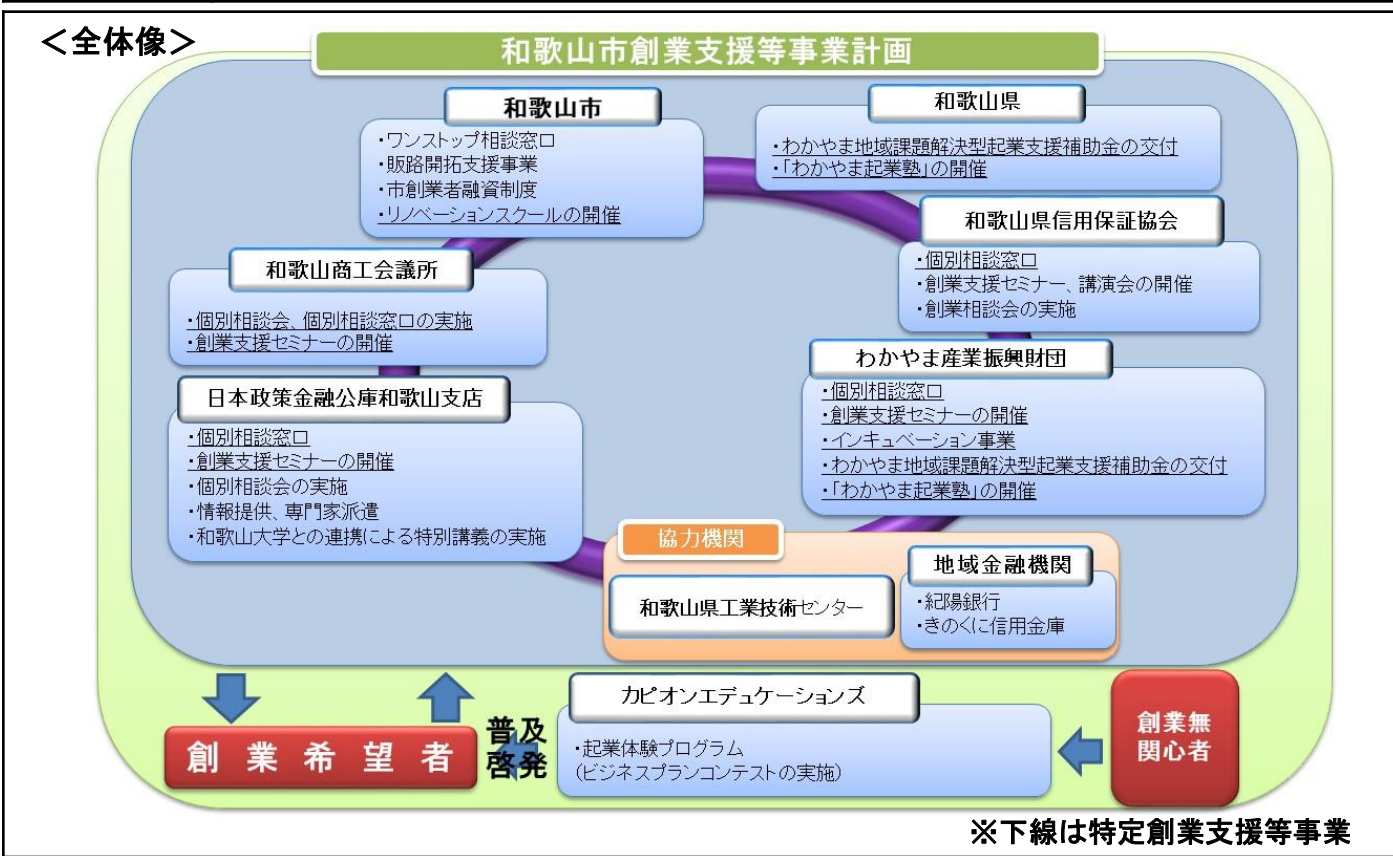 ＜全体像＞
和歌山市創業支援等事業計画
和歌山市
・ワンストップ相談窓口
・販路開拓支援事業
・市創業者融資制度
・リノベーションスクールの開催
和歌山県
・わかやま地域課題解決型起業支援補助金の交付
・「わかやま起業塾」の開催
和歌山県信用保証協会
・個別相談窓口
・創業支援セミナー、講演会の開催
・創業相談会の実施
和歌山商工会議所
・個別相談会、個別相談窓口の実施
・創業支援セミナーの開催
わかやま産業振興財団
・個別相談窓口
・創業支援セミナーの開催
・インキュベーション事業
・わかやま地域課題解決型起業支援補助金の交付
・「わかやま起業塾」の開催
日本政策金融公庫和歌山支店
・個別相談窓口
・創業支援セミナーの開催
・個別相談会の実施
・情報提供、専門家派遣
・和歌山大学との連携による特別講義の実施
協力機関
和歌山県工業技術センター
地域金融機関
・紀陽銀行
・きのくに信用金庫
創業希望者
普及
啓発
カピオンエデュケーションズ
・起業体験プログラム
(ビジネスプランコンテストの実施)
創業無
関心者
※下線は特定創業支援等事業